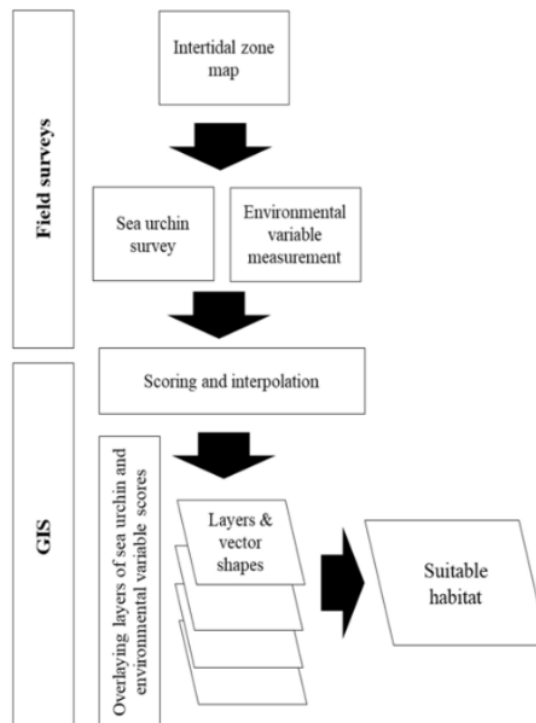 Field surveys
Intertidal zone
map
Sea urchin
survey
Environmental
variable
measurement
GIS
Scoring and interpolation
Overlaying layers of sea urchin and
environmental variable scores
Layers &
vector
shapes
Suitable
habitat